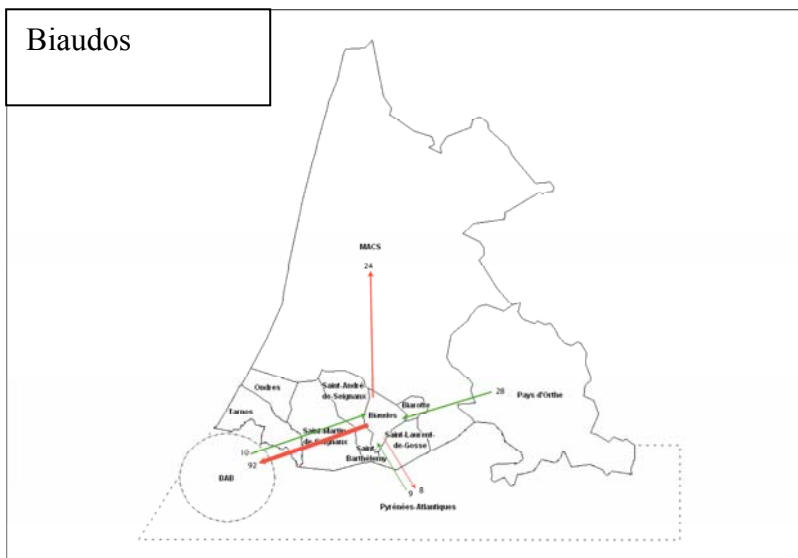 Biaudos
MACS
24
Ondres
Saint-André
de-Seignanx
Biarotte
28
Pays d'Orthe
Tarnos
Biaudos
Saint-Martin
de-Seignanx
Saint-Laurent-
de-Gosse
Saint-
Barthélemy
10
92
BAB
9
8
Pyrénées-Atlantiques